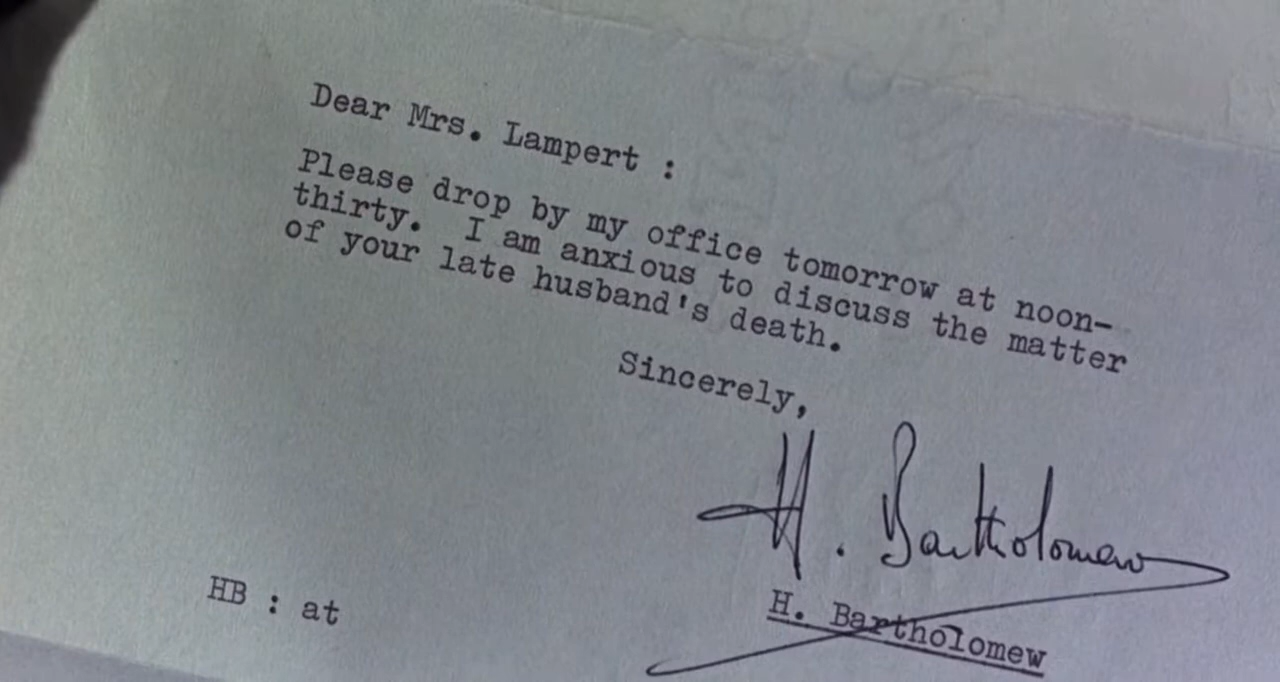 Dear Mrs. Lampert :
Please drop by my office tomorrow at noon-
thirty. I am anxious to discuss the matter
of your late husband's death.
Sincerely,
H. Bartholomew
H. Bartholomew
HB : at